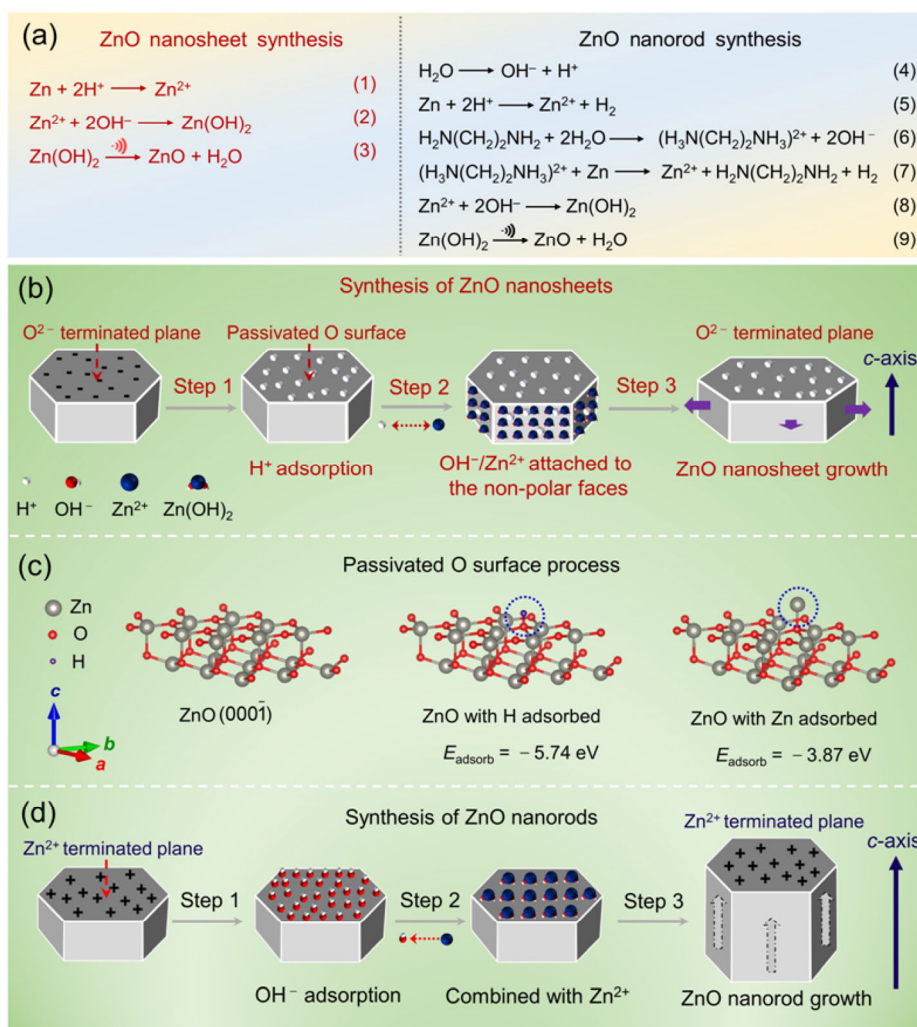 (a)
ZnO nanosheet synthesis
Zn + 2H⁺ ⟶ Zn²⁺ (1)
Zn²⁺ + 2OH⁻ ⟶ Zn(OH)₂ (2)
Zn(OH)₂ ⟶ ZnO + H₂O (3)
ZnO nanorod synthesis
H₂O ⟶ OH⁻ + H⁺ (4)
Zn + 2H⁺ ⟶ Zn²⁺ + H₂ (5)
H₂N(CH₂)₂NH₂ + 2H₂O ⟶ (H₃N(CH₂)₂NH₃)²⁺ + 2OH⁻ (6)
(H₃N(CH₂)₂NH₃)²⁺ + Zn ⟶ Zn²⁺ + H₂N(CH₂)₂NH₂ + H₂ (7)
Zn²⁺ + 2OH⁻ ⟶ Zn(OH)₂ (8)
Zn(OH)₂ ⟶ ZnO + H₂O (9)
(b)
Synthesis of ZnO nanosheets
O²⁻ terminated plane
Passivated O surface
O²⁻ terminated plane
c-axis
Step 1
Step 2
Step 3
H⁺ adsorption
OH⁻/Zn²⁺ attached to
the non-polar faces
ZnO nanosheet growth
H⁺
OH⁻
Zn²⁺
Zn(OH)₂
(c)
Passivated O surface process
Zn
O
H
c
b
a
ZnO (0001̄)
ZnO with H adsorbed
E adsorb = − 5.74 eV
ZnO with Zn adsorbed
E adsorb = − 3.87 eV
(d)
Synthesis of ZnO nanorods
Zn²⁺ terminated plane
Zn²⁺ terminated plane
c-axis
Step 1
Step 2
Step 3
OH⁻ adsorption
Combined with Zn²⁺
ZnO nanorod growth